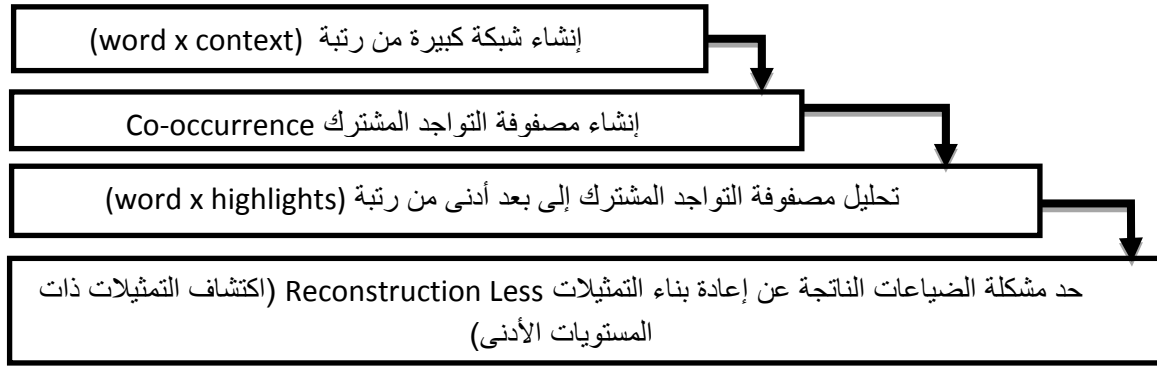 إنشاء شبكة كبيرة من رتبة (word x context)
إنشاء مصفوفة التواجد المشترك Co-occurrence
تحليل مصفوفة التواجد المشترك إلى بعد أدنى من رتبة (word x highlights)
حد مشكلة الضياعات الناتجة عن إعادة بناء التمثيلات Reconstruction Less (اكتشاف التمثيلات ذات
المستويات الأدنى)